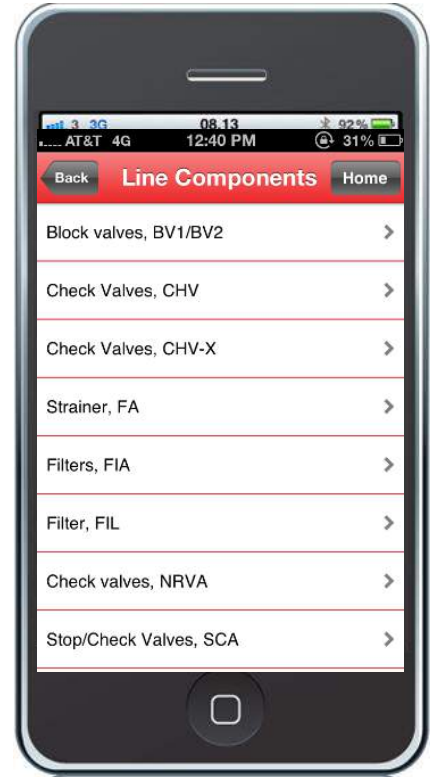 3 3G 08.13 92%
AT&T 4G 12:40 PM 31%
Back Line Components Home
Block valves, BV1/BV2
Check Valves, CHV
Check Valves, CHV-X
Strainer, FA
Filters, FIA
Filter, FIL
Check valves, NRVA
Stop/Check Valves, SCA